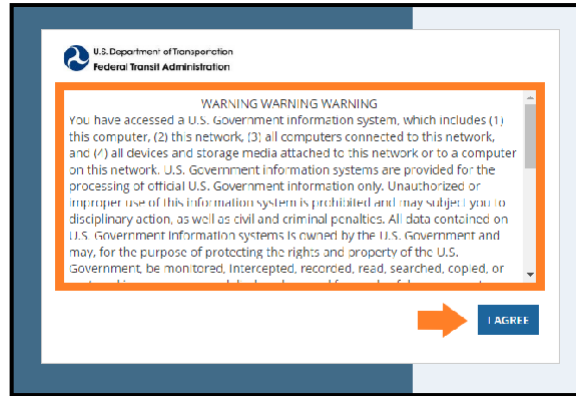 U.S. Department of Transportation
Federal Transit Administration
WARNING WARNING WARNING
You have accessed a U.S. Government information system, which includes (1)
this computer, (2) this network, (3) all computers connected to this network,
and (4) all devices and storage media attached to this network or to a computer
on this network. U.S. Government information systems are provided for the
processing of official U.S. Government information only. Unauthorized or
improper use of this information system is prohibited and may subject you to
disciplinary action, as well as civil and criminal penalties. All data contained on
U.S. Government information systems is owned by the U.S. Government and
may, for the purpose of protecting the rights and property of the U.S.
Government, be monitored, intercepted, recorded, read, searched, copied, or
I AGREE